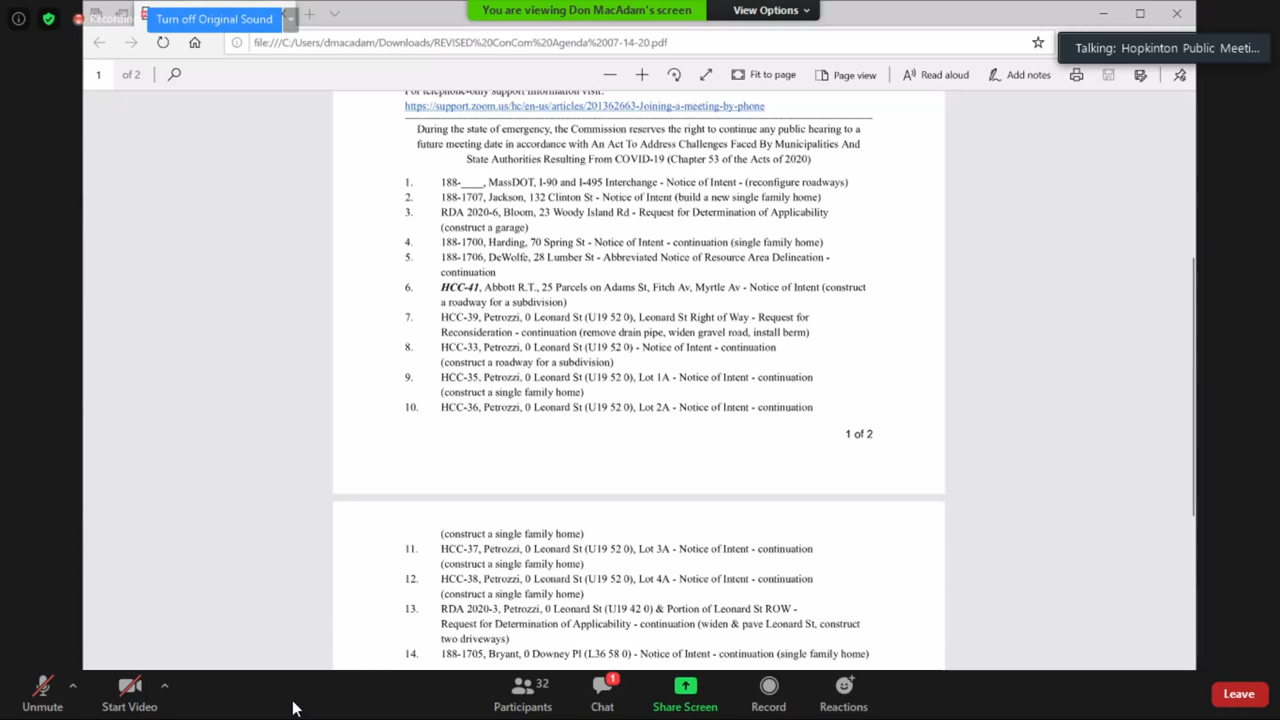 You are viewing Don MacAdam's screen
View Options
Recording
Turn off Original Sound
file:///C:/Users/dmacadam/Downloads/REVISED%20ConCom%20Agenda%2007-14-20.pdf
Talking: Hopkinton Public Meeti...
1 of 2
Fit to page
Page view
Read aloud
Add notes
For telephone-only support information visit:
https://support.zoom.us/hc/en-us/articles/201362663-Joining-a-meeting-by-phone
During the state of emergency, the Commission reserves the right to continue any public hearing to a
future meeting date in accordance with An Act To Address Challenges Faced By Municipalities And
State Authorities Resulting From COVID-19 (Chapter 53 of the Acts of 2020)
1. 188-____, MassDOT, I-90 and I-495 Interchange - Notice of Intent - (reconfigure roadways)
2. 188-1707, Jackson, 132 Clinton St - Notice of Intent (build a new single family home)
3. RDA 2020-6, Bloom, 23 Woody Island Rd - Request for Determination of Applicability
(construct a garage)
4. 188-1700, Harding, 70 Spring St - Notice of Intent - continuation (single family home)
5. 188-1706, DeWolfe, 28 Lumber St - Abbreviated Notice of Resource Area Delineation -
continuation
6. HCC-41, Abbott R.T., 25 Parcels on Adams St, Fitch Av, Myrtle Av - Notice of Intent (construct
a roadway for a subdivision)
7. HCC-39, Petrozzi, 0 Leonard St (U19 52 0), Leonard St Right of Way - Request for
Reconsideration - continuation (remove drain pipe, widen gravel road, install berm)
8. HCC-33, Petrozzi, 0 Leonard St (U19 52 0) - Notice of Intent - continuation
(construct a roadway for a subdivision)
9. HCC-35, Petrozzi, 0 Leonard St (U19 52 0), Lot 1A - Notice of Intent - continuation
(construct a single family home)
10. HCC-36, Petrozzi, 0 Leonard St (U19 52 0), Lot 2A - Notice of Intent - continuation
1 of 2
(construct a single family home)
11. HCC-37, Petrozzi, 0 Leonard St (U19 52 0), Lot 3A - Notice of Intent - continuation
(construct a single family home)
12. HCC-38, Petrozzi, 0 Leonard St (U19 52 0), Lot 4A - Notice of Intent - continuation
(construct a single family home)
13. RDA 2020-3, Petrozzi, 0 Leonard St (U19 42 0) & Portion of Leonard St ROW -
Request for Determination of Applicability - continuation (widen & pave Leonard St, construct
two driveways)
14. 188-1705, Bryant, 0 Downey Pl (L36 58 0) - Notice of Intent - continuation (single family home)
32
1
Unmute
Start Video
Participants
Chat
Share Screen
Record
Reactions
Leave